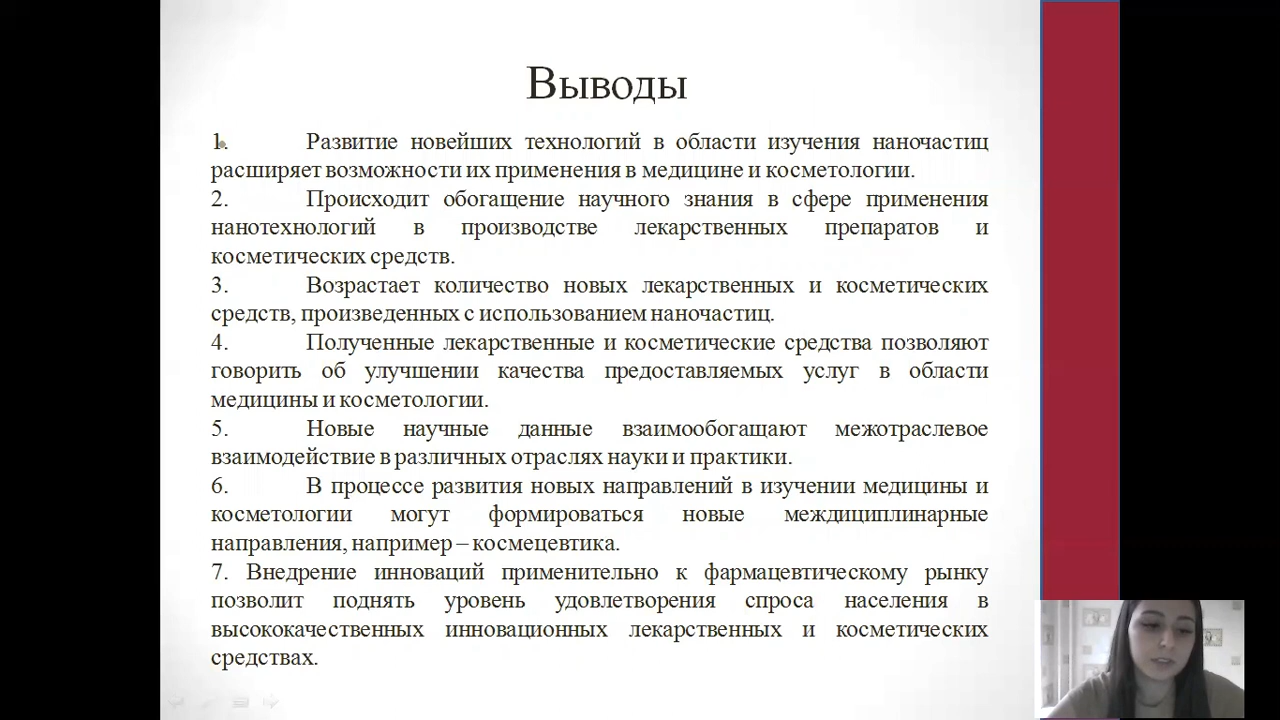 Выводы
1. Развитие новейших технологий в области изучения наночастиц
расширяет возможности их применения в медицине и косметологии.
2. Происходит обогащение научного знания в сфере применения
нанотехнологий в производстве лекарственных препаратов и
косметических средств.
3. Возрастает количество новых лекарственных и косметических
средств, произведенных с использованием наночастиц.
4. Полученные лекарственные и косметические средства позволяют
говорить об улучшении качества предоставляемых услуг в области
медицины и косметологии.
5. Новые научные данные взаимообогащают межотраслевое
взаимодействие в различных отраслях науки и практики.
6. В процессе развития новых направлений в изучении медицины и
косметологии могут формироваться новые междициплинарные
направления, например – космецевтика.
7. Внедрение инноваций применительно к фармацевтическому рынку
позволит поднять уровень удовлетворения спроса населения в
высококачественных инновационных лекарственных и косметических
средствах.